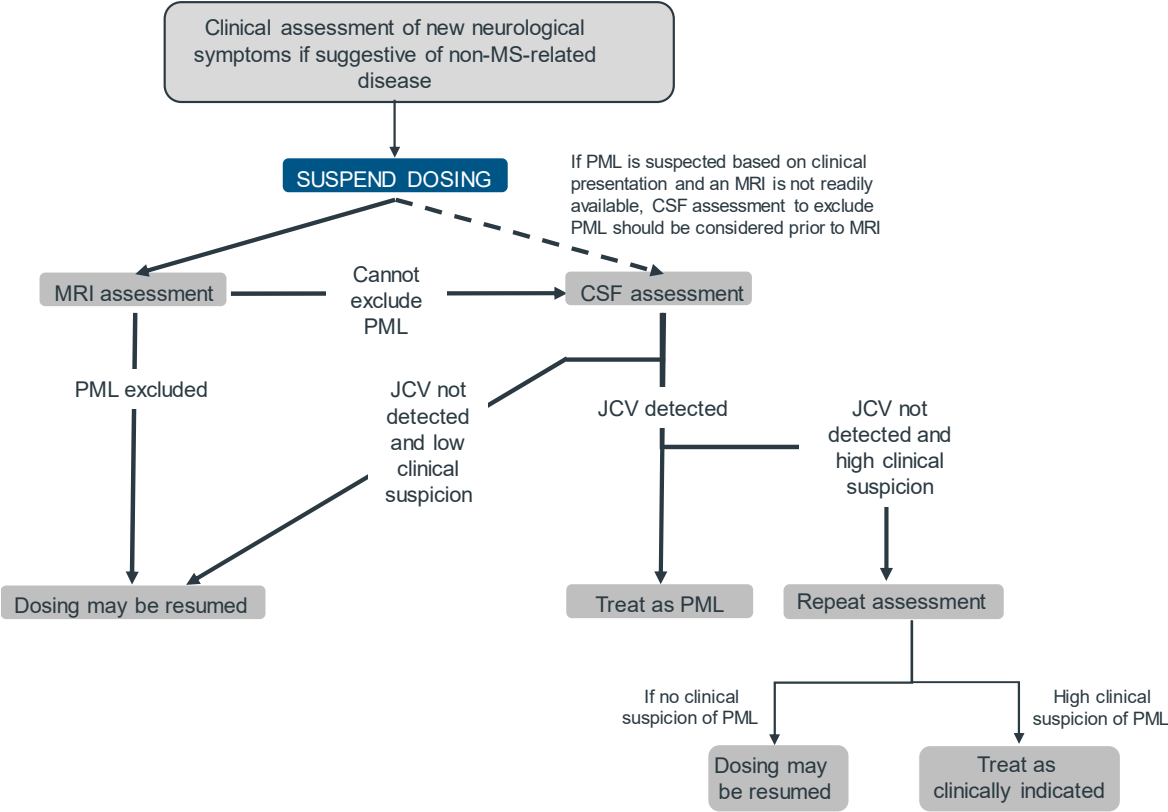 Clinical assessment of new neurological
symptoms if suggestive of non-MS-related
disease
SUSPEND DOSING
If PML is suspected based on clinical
presentation and an MRI is not readily
available, CSF assessment to exclude
PML should be considered prior to MRI
MRI assessment
Cannot
exclude
PML
CSF assessment
PML excluded
JCV not
detected
and low
clinical
suspicion
JCV detected
JCV not
detected and
high clinical
suspicion
Dosing may be resumed
Treat as PML
Repeat assessment
If no clinical
suspicion of PML
High clinical
suspicion of PML
Dosing may
be resumed
Treat as
clinically indicated